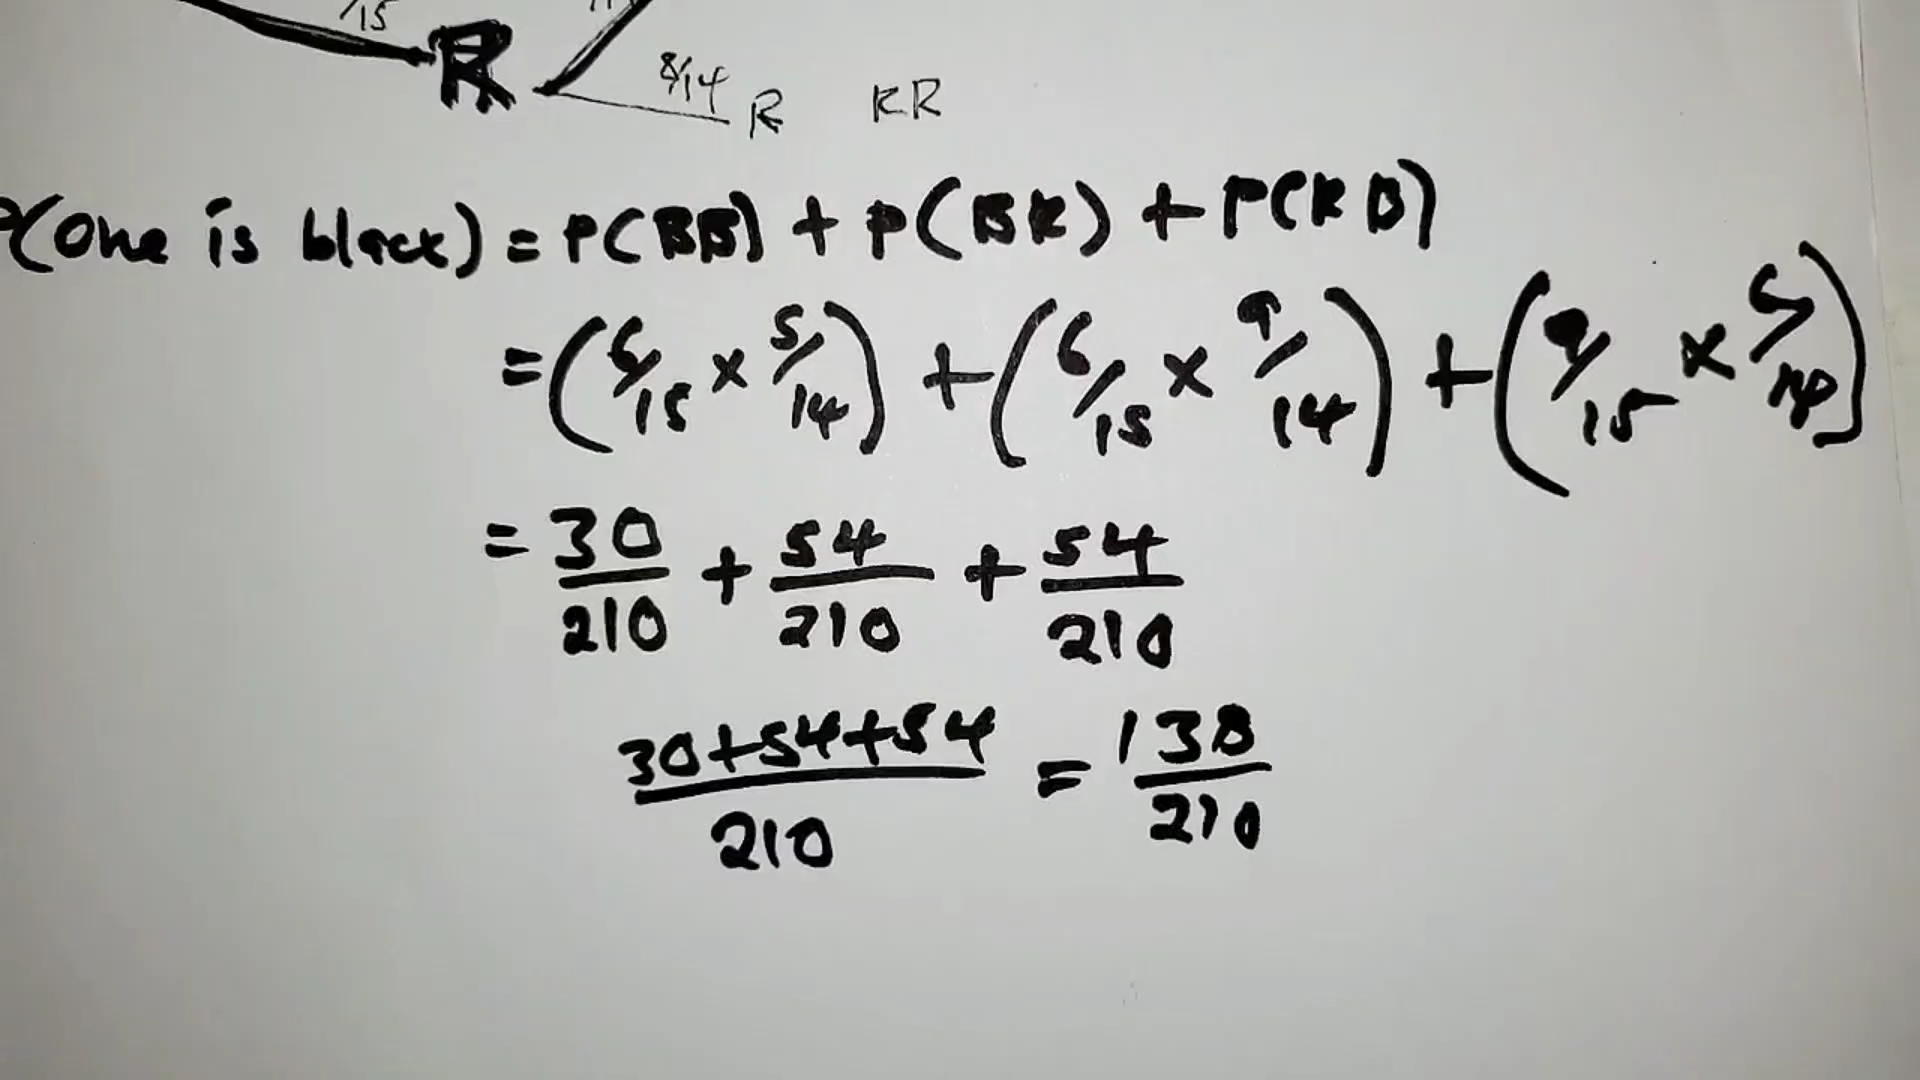 /15
R
8/14 R RR
P(one is black) = P(BB) + P(BR) + P(RB)
= (6/15 × 5/14) + (6/15 × 9/14) + (9/15 × 6/14)
= 30/210 + 54/210 + 54/210
30+54+54/210 = 138/210